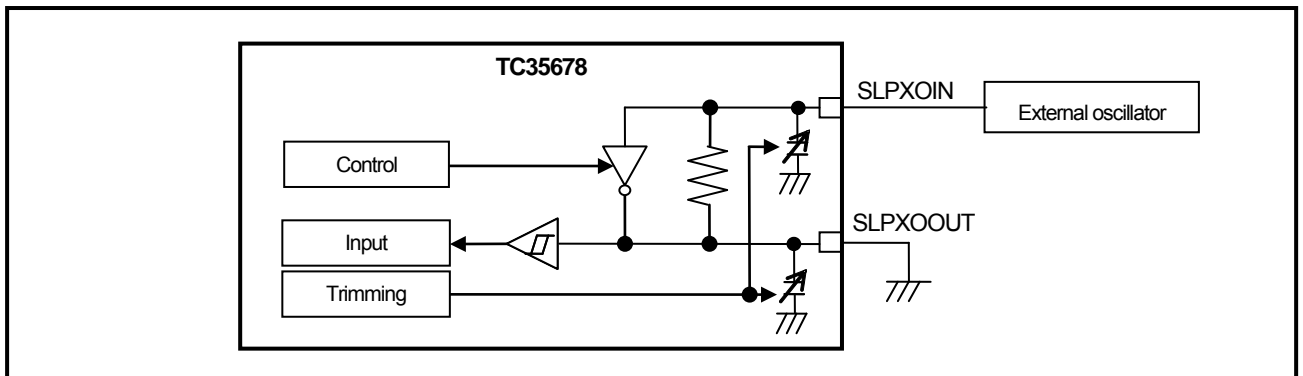 TC35678
SLPXOIN
External oscillator
Control
SLPXOOUT
Input
Trimming